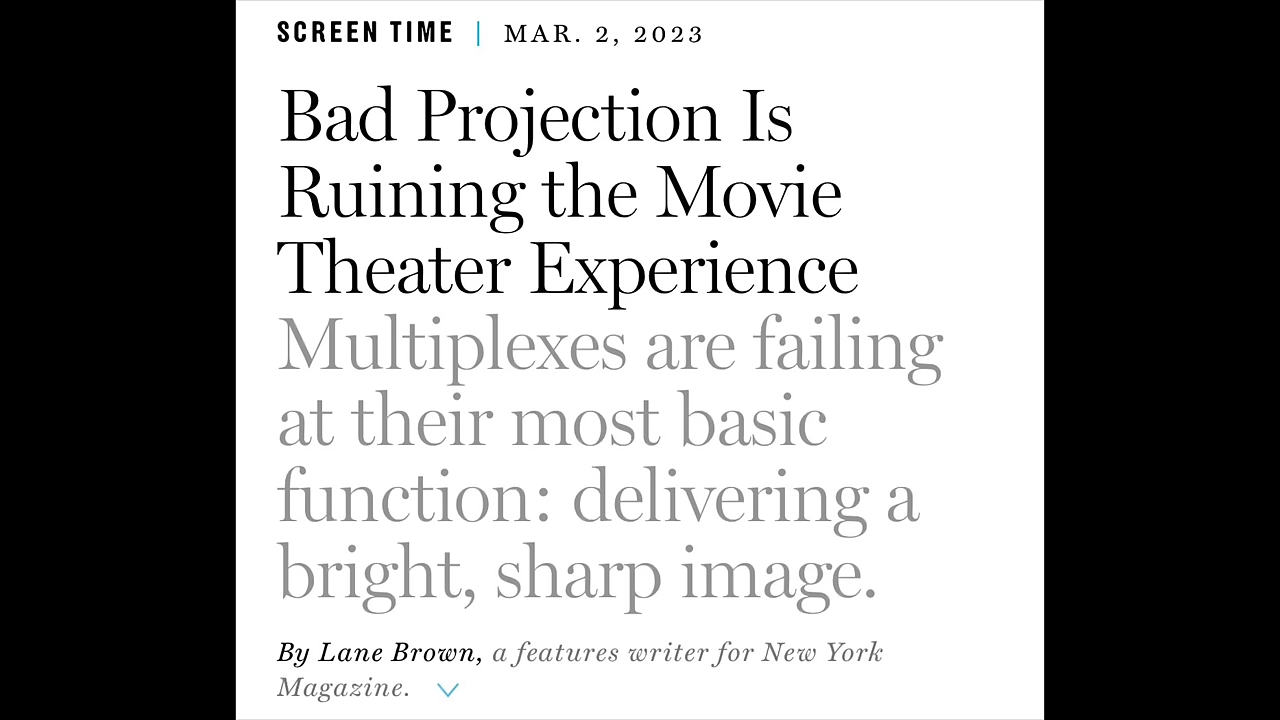 SCREEN TIME | MAR. 2, 2023
Bad Projection Is
Ruining the Movie
Theater Experience
Multiplexes are failing
at their most basic
function: delivering a
bright, sharp image.
By Lane Brown, a features writer for New York
Magazine.